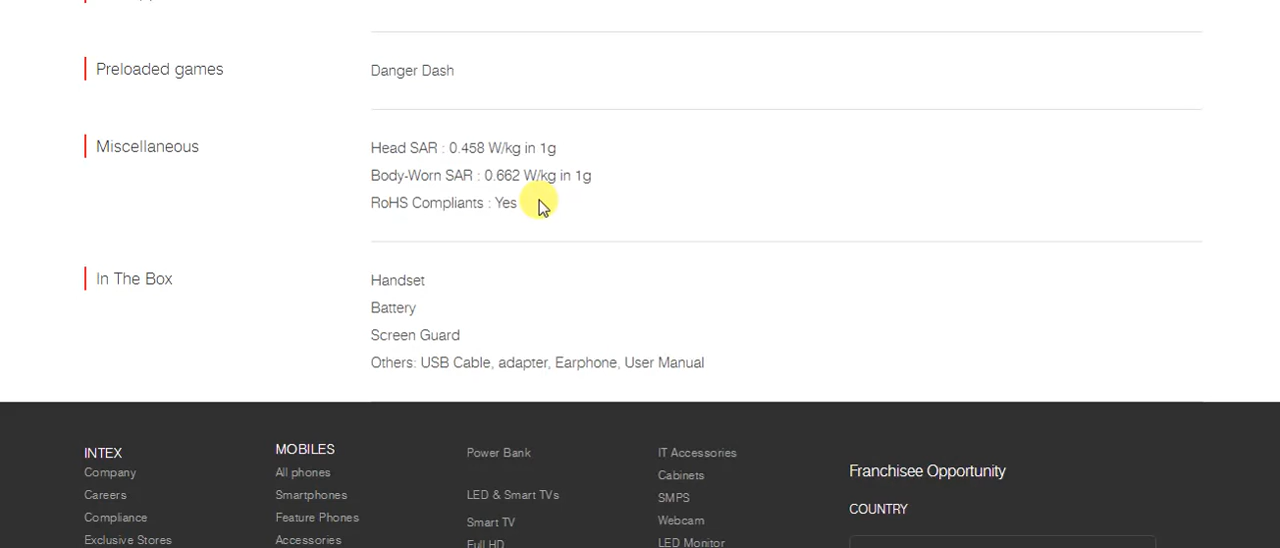 Preloaded games
Danger Dash
Miscellaneous
Head SAR : 0.458 W/kg in 1g
Body-Worn SAR : 0.662 W/kg in 1g
RoHS Compliants : Yes
In The Box
Handset
Battery
Screen Guard
Others: USB Cable, adapter, Earphone, User Manual
INTEX
Company
Careers
Compliance
Exclusive Stores
MOBILES
All phones
Smartphones
Feature Phones
Accessories
Power Bank
LED & Smart TVs
Smart TV
Full HD
IT Accessories
Cabinets
SMPS
Webcam
LED Monitor
Franchisee Opportunity
COUNTRY